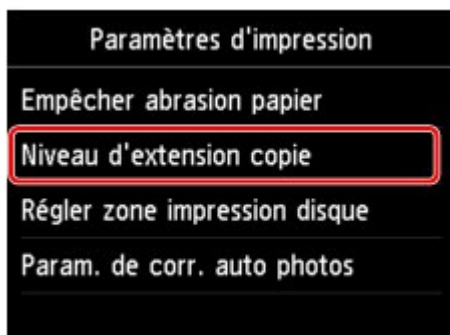 Paramètres d'impression
Empêcher abrasion papier
Niveau d'extension copie
Régler zone impression disque
Param. de corr. auto photos